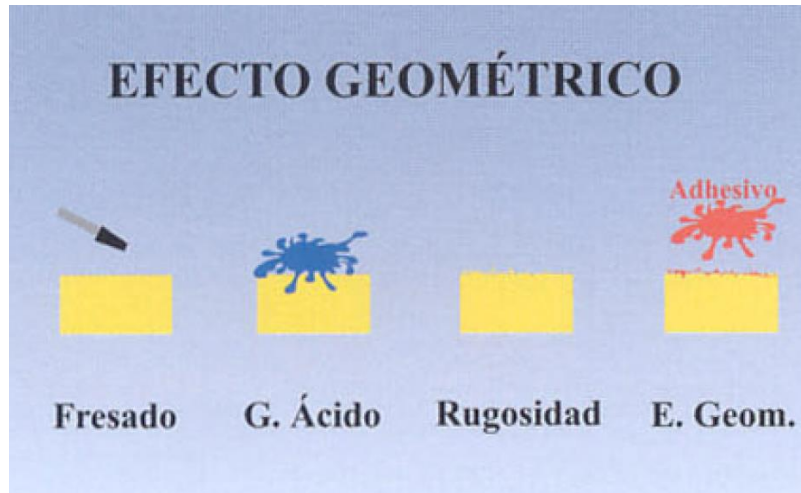 EFECTO GEOMÉTRICO
Adhesivo
Fresado
G. Ácido
Rugosidad
E. Geom.